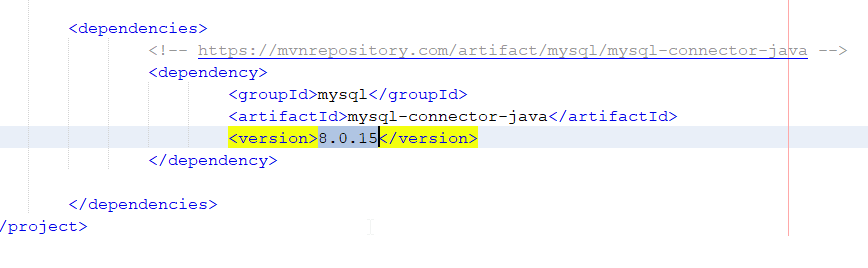 <dependencies>
<!-- https://mvnrepository.com/artifact/mysql/mysql-connector-java -->
<dependency>
<groupId>mysql</groupId>
<artifactId>mysql-connector-java</artifactId>
<version>8.0.15</version>
</dependency>
</dependencies>
/project>